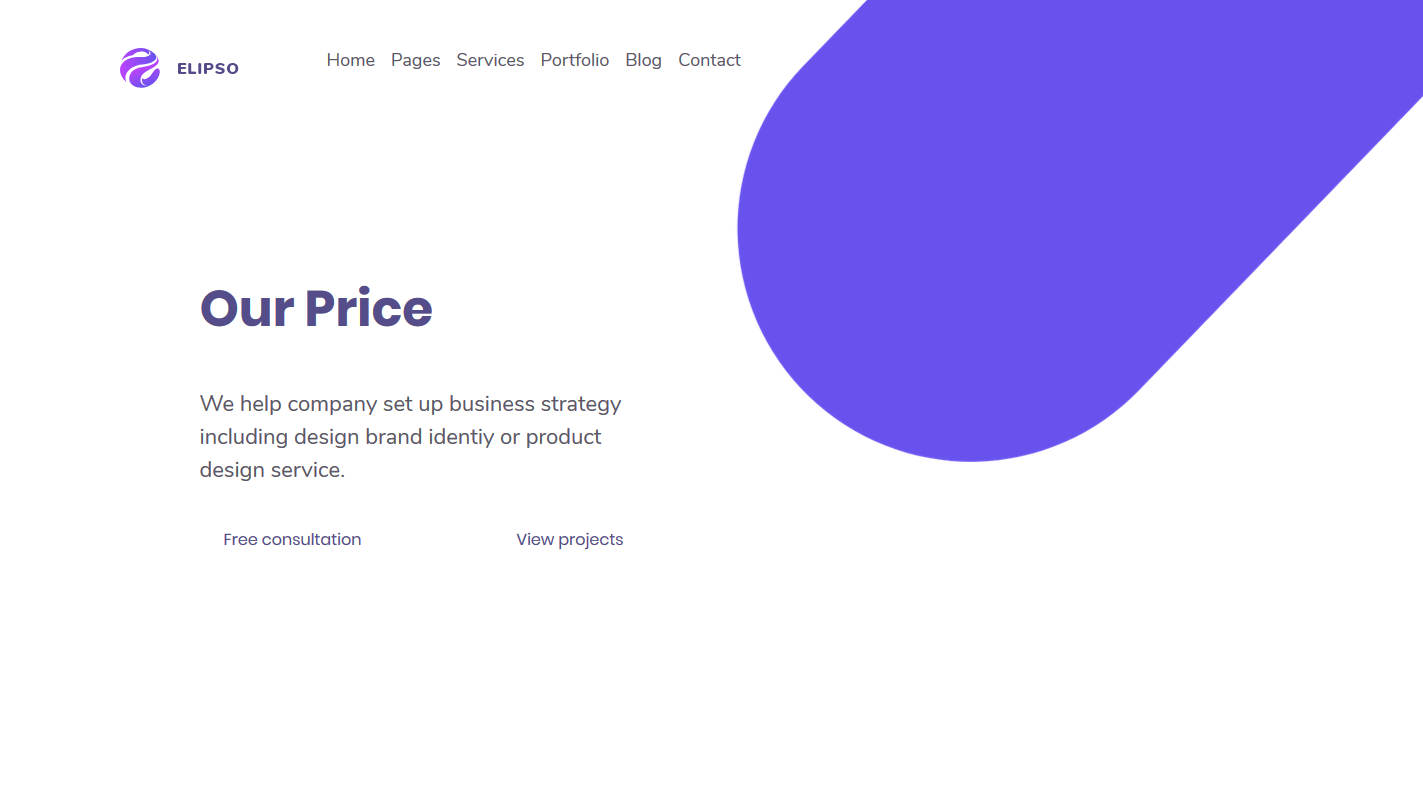 ELIPSO
Home Pages Services Portfolio Blog Contact
Our Price
We help company set up business strategy
including design brand identiy or product
design service.
Free consultation View projects